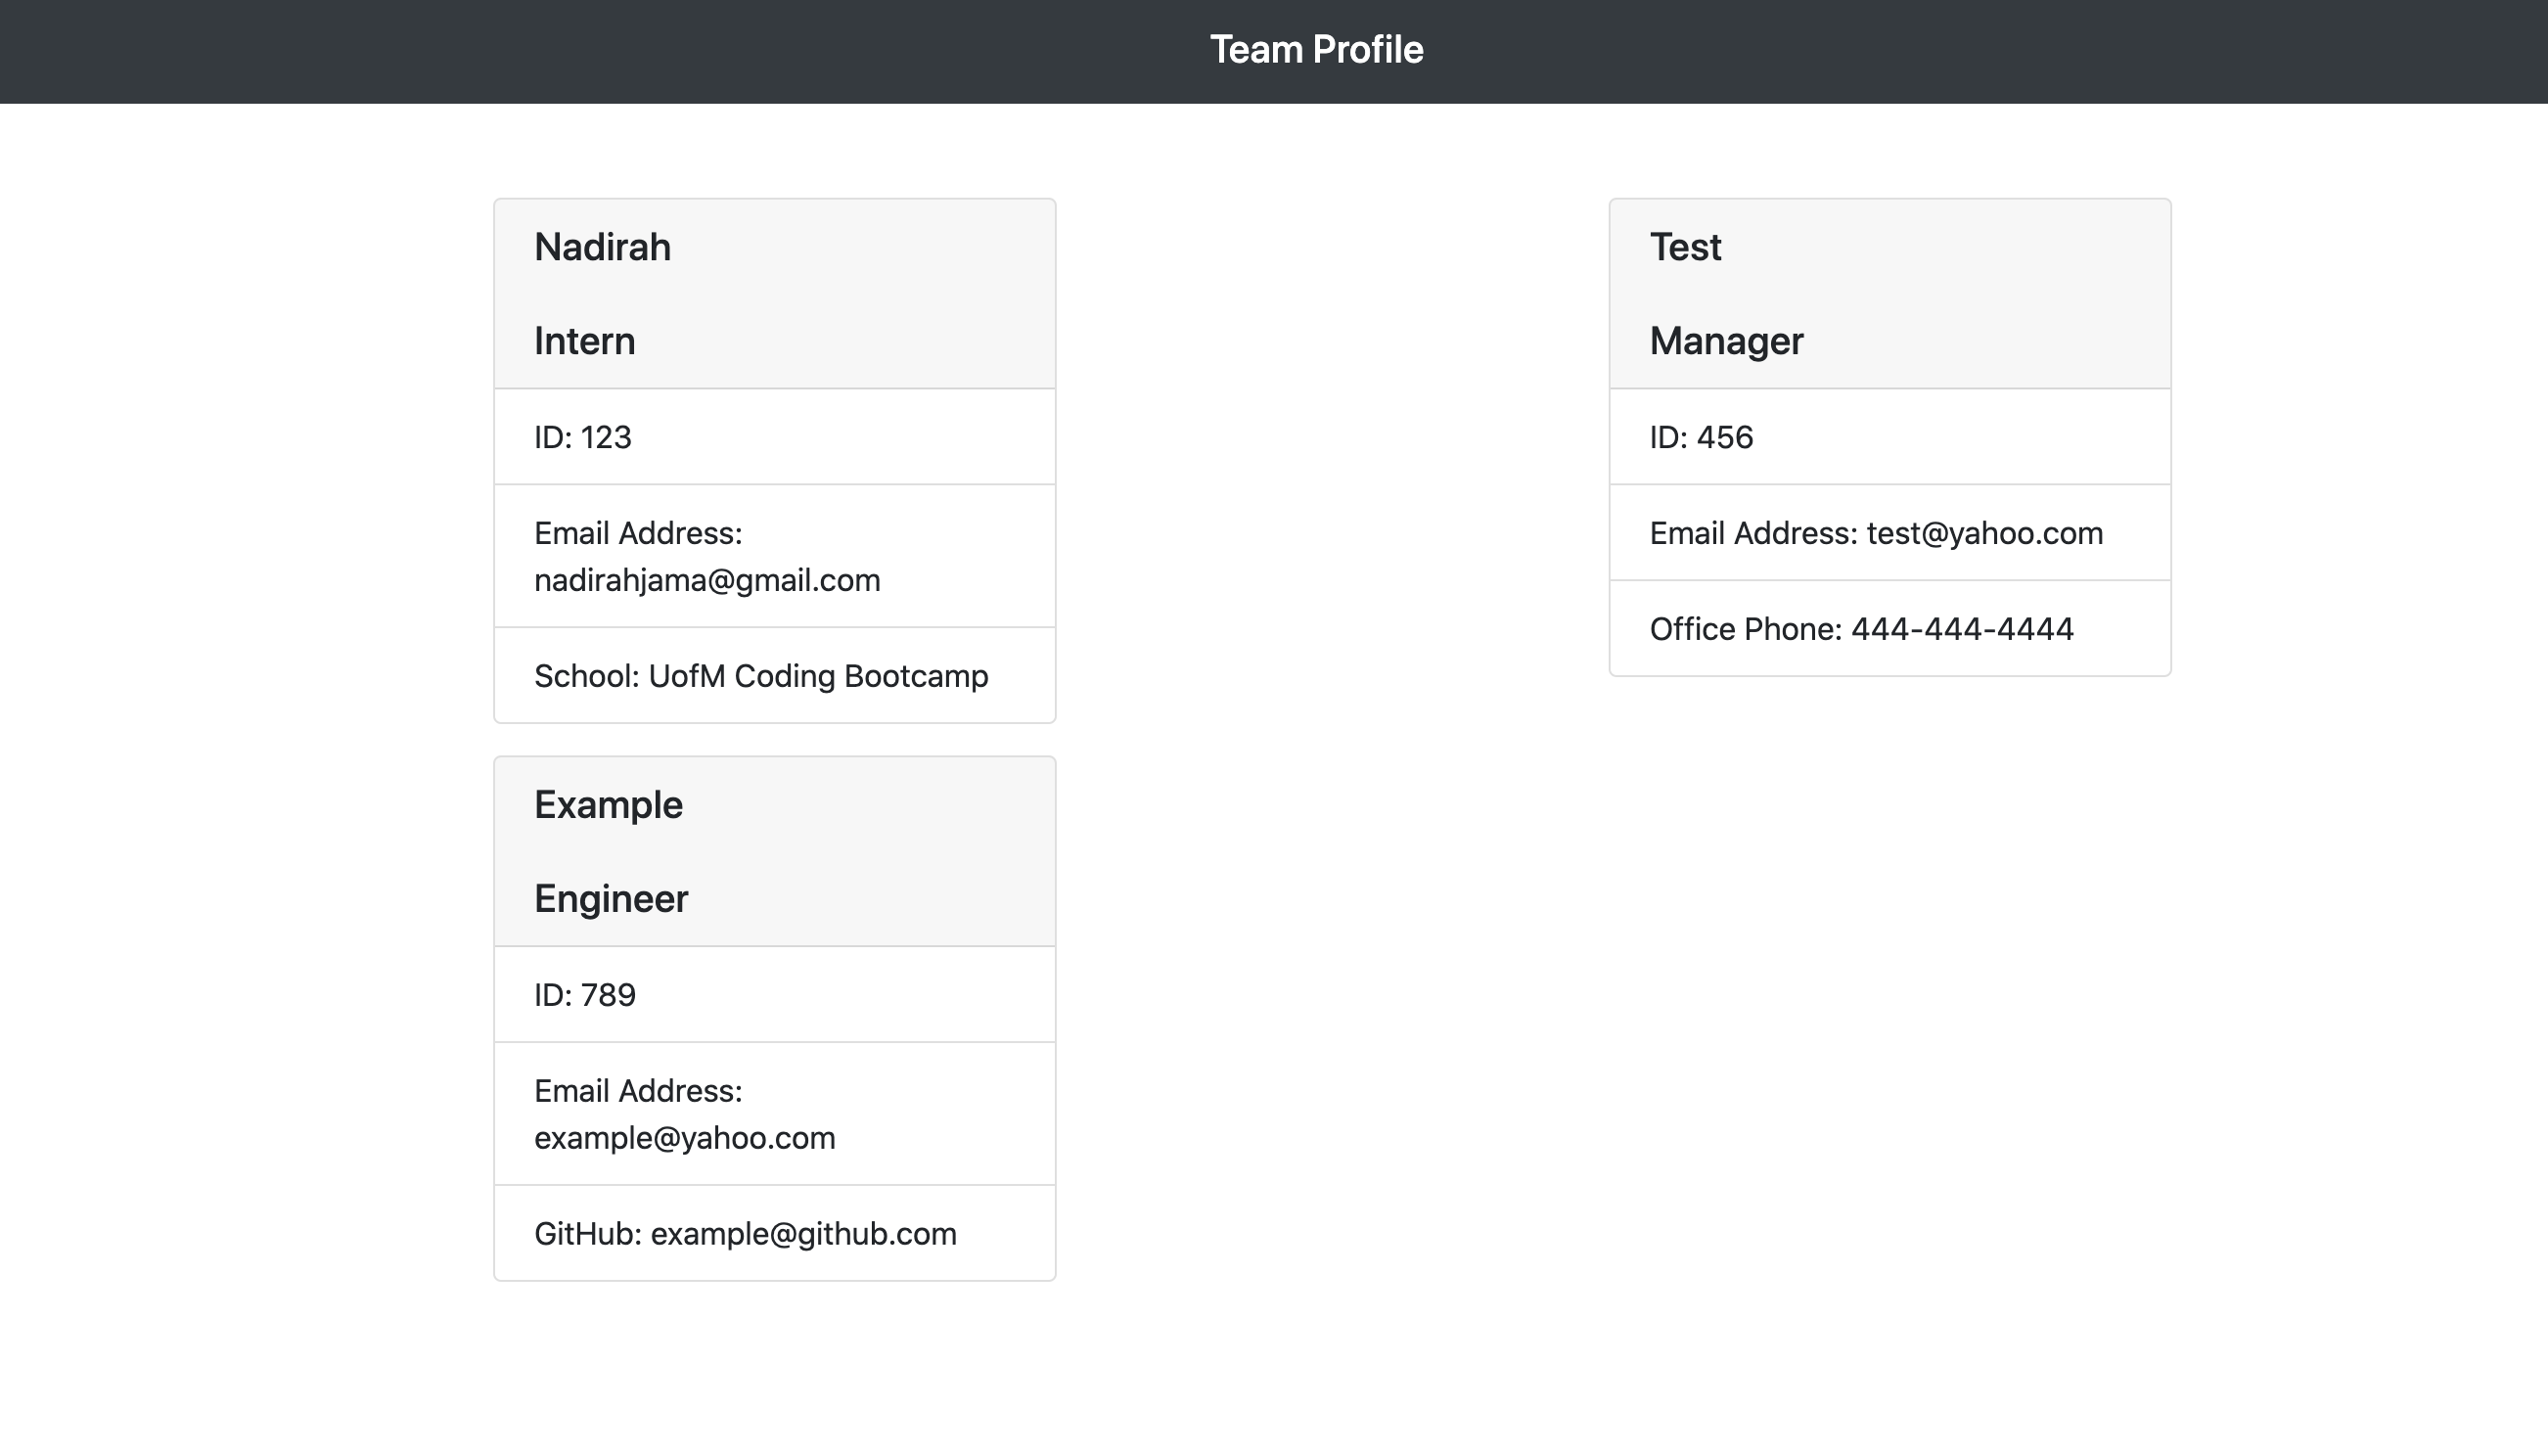 Team Profile
Nadirah
Intern
ID: 123
Email Address:
nadirahjama@gmail.com
School: UofM Coding Bootcamp
Test
Manager
ID: 456
Email Address: test@yahoo.com
Office Phone: 444-444-4444
Example
Engineer
ID: 789
Email Address:
example@yahoo.com
GitHub: example@github.com